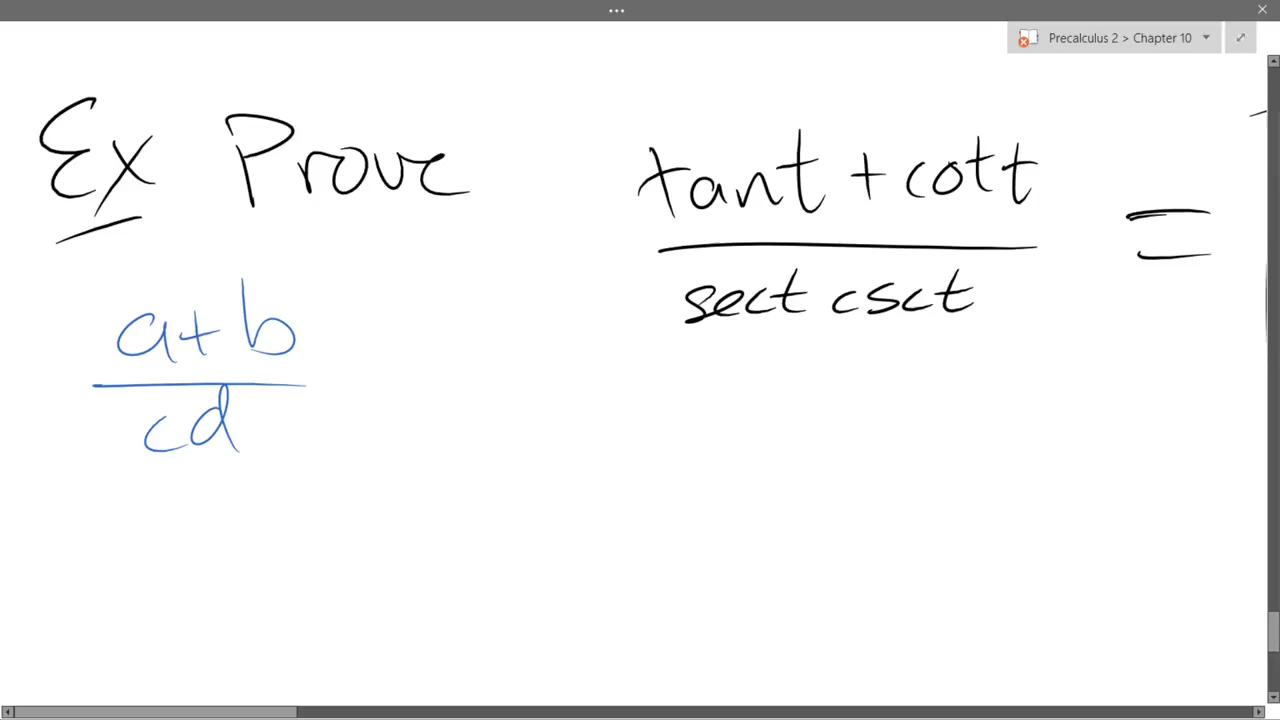 Precalculus 2 > Chapter 10
Ex Prove
tant + cott
=
sect csct
a + b
cd